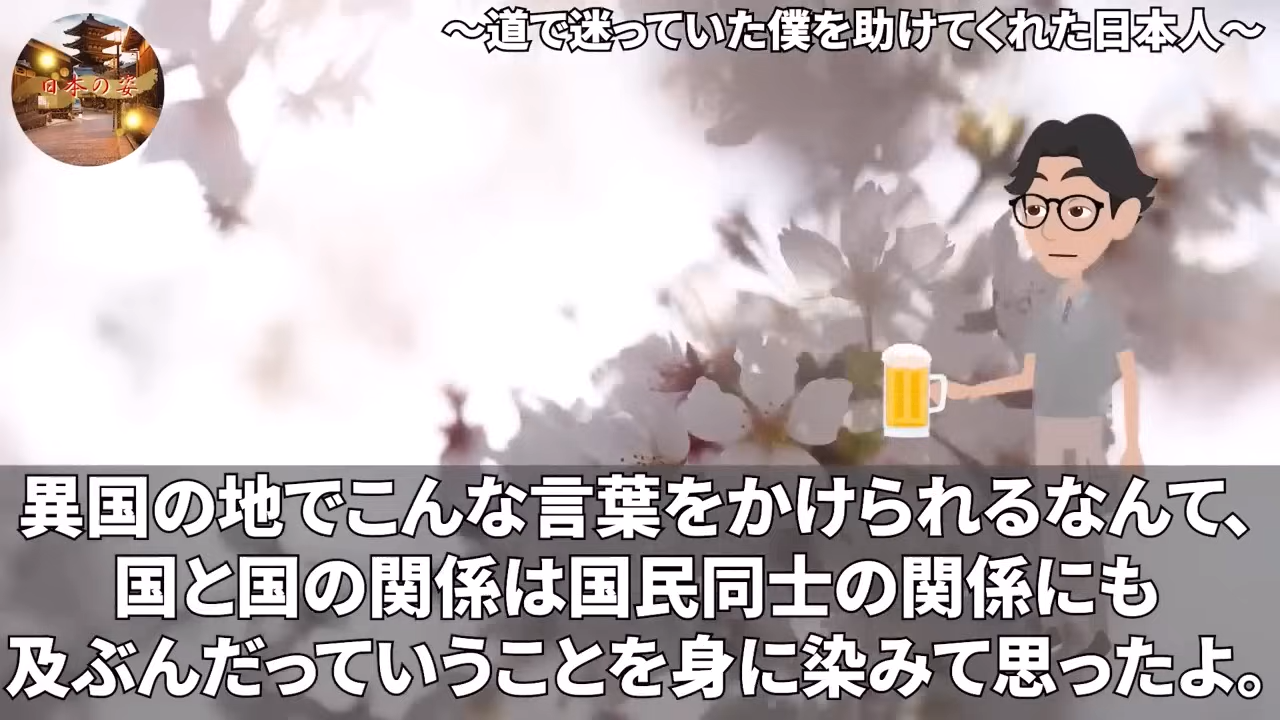 〜道で迷っていた僕を助けてくれた日本人〜
日本の姿
異国の地でこんな言葉をかけられるなんて、
国と国の関係は国民同士の関係にも
及ぶんだっていうことを身に染みて思ったよ。